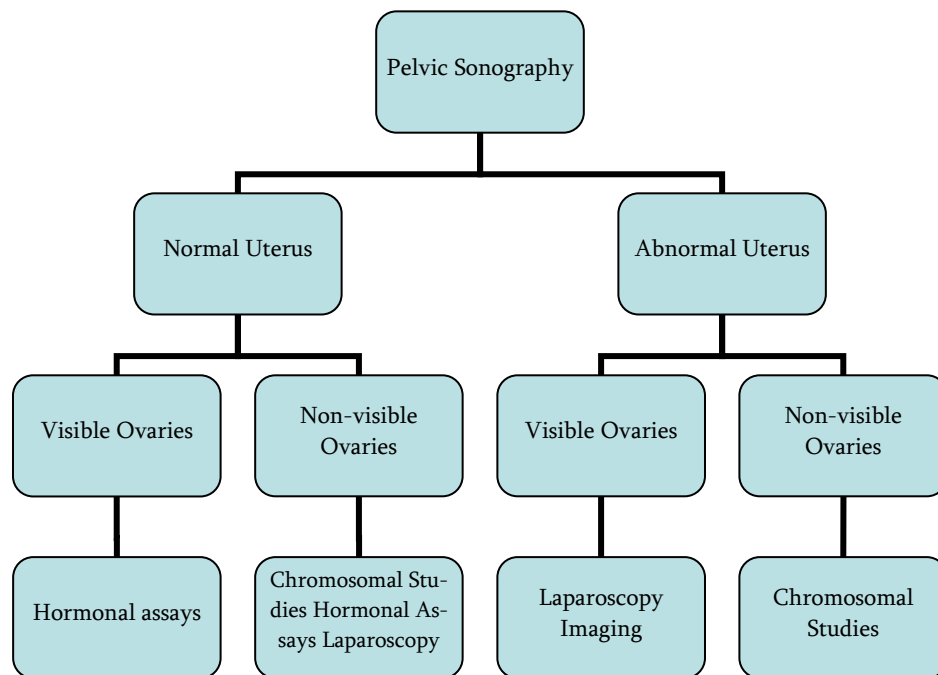 Pelvic Sonography
Normal Uterus
Abnormal Uterus
Visible Ovaries
Non-visible
Ovaries
Visible Ovaries
Non-visible
Ovaries
Hormonal assays
Chromosomal Stu-
dies Hormonal As-
says Laparoscopy
Laparoscopy
Imaging
Chromosomal
Studies